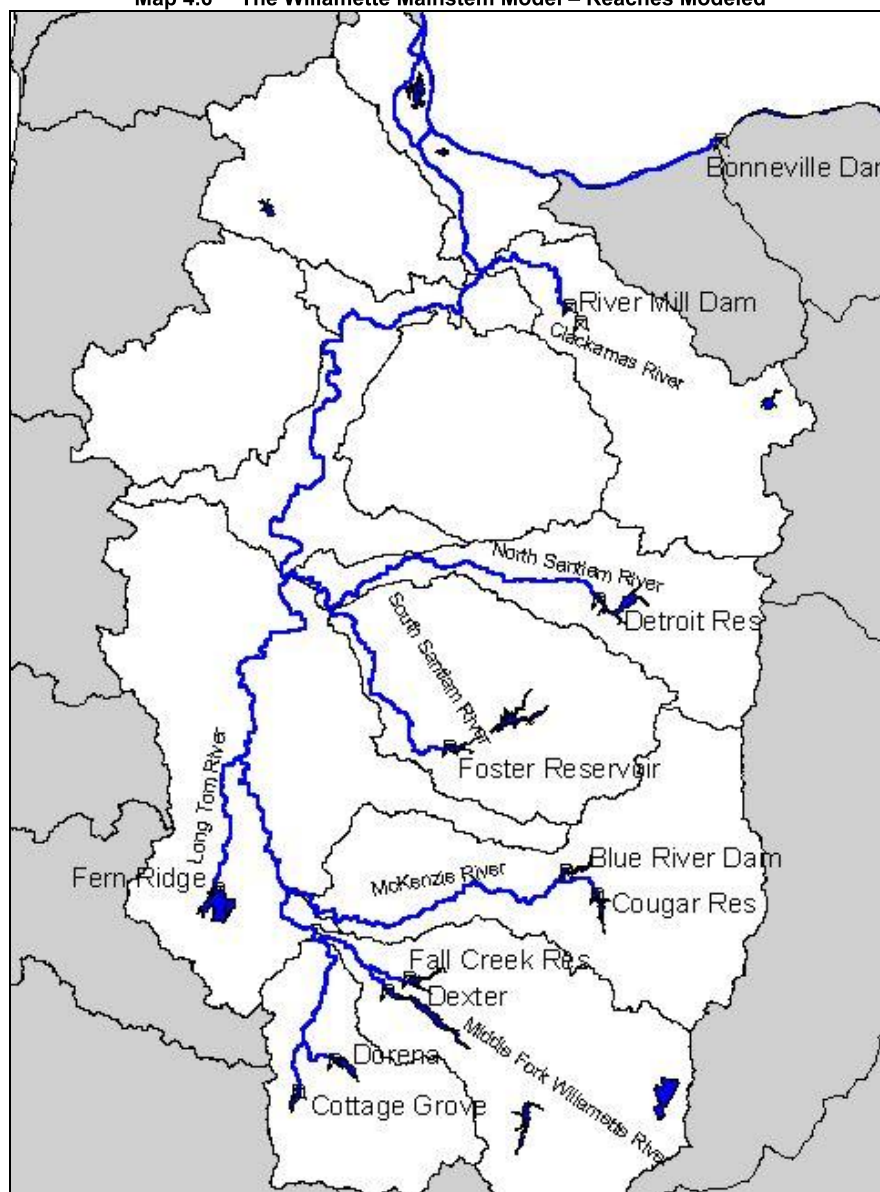 Map 4.6 The Willamette Mainstem Model – Reaches Modeled
Bonneville Dam
River Mill Dam
Clackamas River
North Santiam River
Detroit Res
South Santiam River
Foster Reservoir
Long Tom River
Fern Ridge
McKenzie River
Blue River Dam
Cougar Res
Fall Creek Res
Dexter
Middle Fork Willamette River
Dorena
Cottage Grove